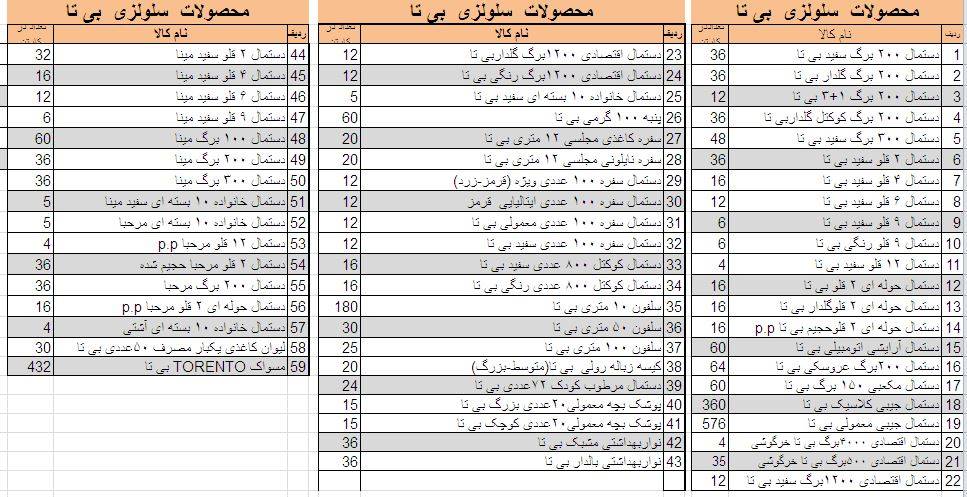 محصولات سلولزی بی تا
ردیف نام کالا تعداد در کارتن
1 دستمال ۲۰۰ برگ سفید بی تا 36
2 دستمال ۲۰۰ برگ گلدار بی تا 36
3 دستمال ۲۰۰ برگ ۱+۳ بی تا 12
4 دستمال ۲۰۰ برگ کوکتل گلداربی تا 36
5 دستمال ۳۰۰ برگ سفید بی تا 48
6 دستمال ۲ قلو سفید بی تا 36
7 دستمال ۴ قلو سفید بی تا 16
8 دستمال ۶ قلو سفید بی تا 12
9 دستمال ۹ قلو سفید بی تا 6
10 دستمال ۹ قلو رنگی بی تا 6
11 دستمال ۱۲ قلو سفید بی تا 4
12 دستمال حوله ای ۲ قلو بی تا 16
13 دستمال حوله ای ۲ قلوگلدار بی تا 16
14 دستمال حوله ای ۲ قلوحجیم بی تا p.p 16
15 دستمال آرایشی اتومبیلی بی تا 60
16 دستمال ۲۰۰برگ عروسکی بی تا 64
17 دستمال مکعبی ۱۵۰ برگ بی تا 60
18 دستمال جیبی کلاسیک بی تا 360
19 دستمال جیبی معمولی بی تا 576
20 دستمال اقتصادی ۴۰۰۰برگ بی تا خرگوشی 4
21 دستمال اقتصادی ۵۰۰برگ بی تا خرگوشی 35
22 دستمال اقتصادی ۱۲۰۰برگ سفید بی تا 12
محصولات سلولزی بی تا
ردیف نام کالا تعداد در کارتن
23 دستمال اقتصادی ۱۲۰۰برگ گلداربی تا 12
24 دستمال اقتصادی ۱۲۰۰برگ رنگی بی تا 12
25 دستمال خانواده ۱۰ بسته ای سفید بی تا 5
26 پنبه ۱۰۰ گرمی بی تا 60
27 سفره کاغذی مجلسی ۱۲ متری بی تا 20
28 سفره نایلونی مجلسی ۱۲ متری بی تا 20
29 دستمال سفره ۱۰۰ عددی ویژه (قرمز-زرد) 12
30 دستمال سفره ۱۰۰ عددی ایتالیایی قرمز 12
31 دستمال سفره ۱۰۰ عددی معمولی بی تا 12
32 دستمال سفره ۱۰۰ عددی سفید بی تا 12
33 دستمال کوکتل ۸۰۰ عددی سفید بی تا 16
34 دستمال کوکتل ۸۰۰ عددی رنگی بی تا 16
35 سلفون ۱۰ متری بی تا 180
36 سلفون ۵۰ متری بی تا 30
37 سلفون ۱۰۰ متری بی تا 25
38 کیسه زباله رولی بی تا(متوسط-بزرگ) 20
39 دستمال مرطوب کودک ۷۲عددی بی تا 24
40 پوشک بچه معمولی۲۰عددی بزرگ بی تا 15
41 پوشک بچه معمولی۲۰عددی کوچک بی تا 15
42 نواربهداشتی مشبک بی تا 36
43 نواربهداشتی بالدار بی تا 36
محصولات سلولزی بی تا
ردیف نام کالا تعداد در کارتن
44 دستمال ۲ قلو سفید مینا 32
45 دستمال ۴ قلو سفید مینا 16
46 دستمال ۶ قلو سفید مینا 12
47 دستمال ۹ قلو سفید مینا 6
48 دستمال ۱۰۰ برگ مینا 60
49 دستمال ۲۰۰ برگ مینا 36
50 دستمال ۳۰۰ برگ مینا 36
51 دستمال خانواده ۱۰ بسته ای سفید مینا 5
52 دستمال خانواده ۱۰ بسته ای مرحبا 5
53 دستمال ۱۲ قلو مرحبا p.p 4
54 دستمال ۲ قلو مرحبا حجیم شده 36
55 دستمال ۲۰۰ برگ مرحبا 36
56 دستمال حوله ای ۲ قلو مرحبا p.p 16
57 دستمال خانواده ۱۰ بسته ای آشتی 4
58 لیوان کاغذی یکبار مصرف ۵۰عددی بی تا 30
59 مسواک TORENTO بی تا 432